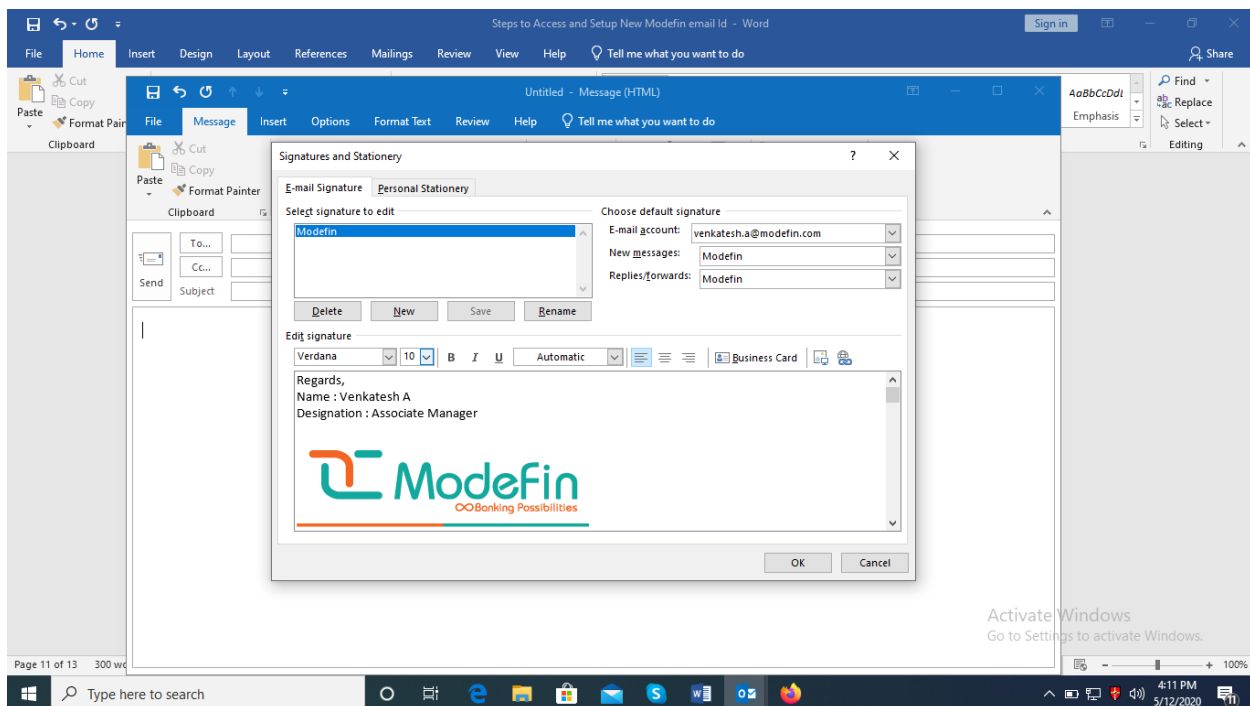 Steps to Access and Setup New Modefin email Id - Word
Sign in
File Home Insert Design Layout References Mailings Review View Help Tell me what you want to do Share
Cut
Copy
Paste
Format Pain
Clipboard
AaBbCcDdI
Emphasis
Find
Replace
Select
Editing
Untitled - Message (HTML)
File Message Insert Options Format Text Review Help Tell me what you want to do
Cut
Copy
Paste
Format Painter
Clipboard
To...
Cc...
Send
Subject
Signatures and Stationery ?
E-mail Signature Personal Stationery
Select signature to edit
Modefin
Choose default signature
E-mail account: venkatesh.a@modefin.com
New messages: Modefin
Replies/forwards: Modefin
Delete New Save Rename
Edit signature
Verdana 10 B I U Automatic Business Card
Regards,
Name : Venkatesh A
Designation : Associate Manager
ModeFin
Banking Possibilities
OK Cancel
Activate Windows
Go to Settings to activate Windows.
Page 11 of 13 300 wo
- + 100%
Type here to search
4:11 PM
5/12/2020
11